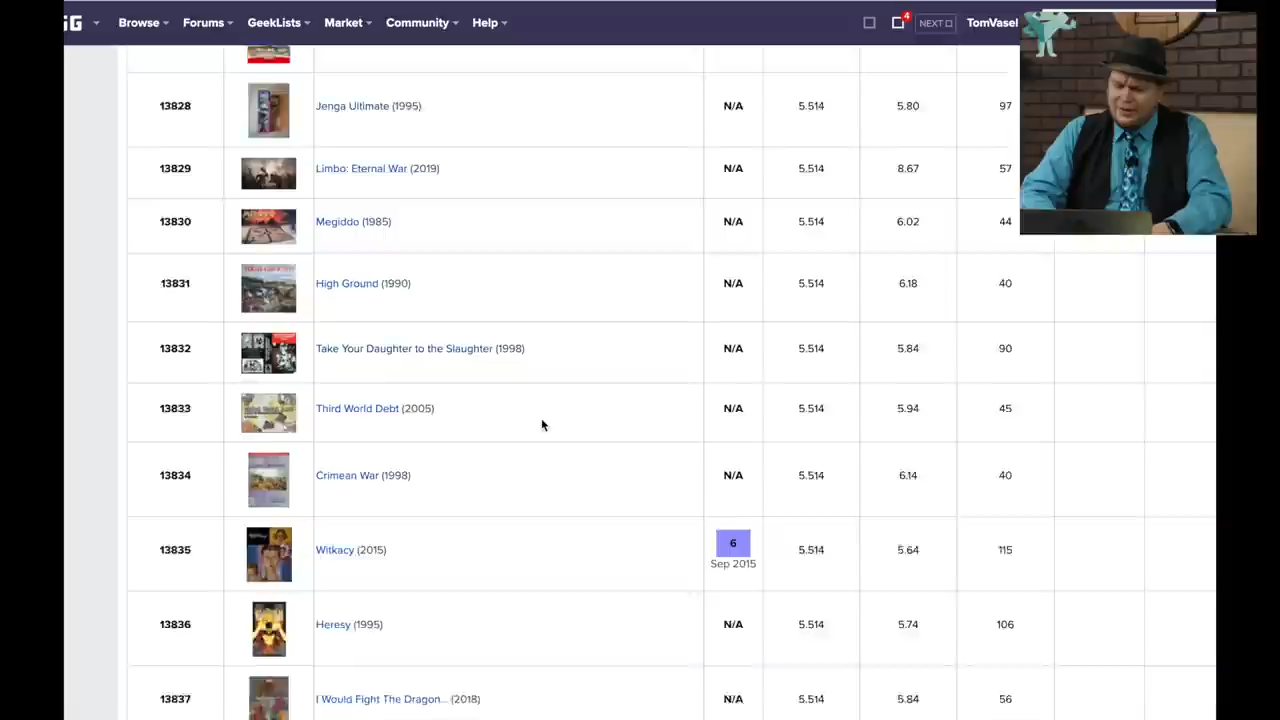 Browse Forums GeekLists Market Community Help 4 NEXT TomVasel
13828 Jenga Ultimate (1995) N/A 5.514 5.80 97
13829 Limbo: Eternal War (2019) N/A 5.514 8.67 57
13830 Megiddo (1985) N/A 5.514 6.02 44
13831 High Ground (1990) N/A 5.514 6.18 40
13832 Take Your Daughter to the Slaughter (1998) N/A 5.514 5.84 90
13833 Third World Debt (2005) N/A 5.514 5.94 45
13834 Crimean War (1998) N/A 5.514 6.14 40
13835 Witkacy (2015) 6 5.514 5.64 115
Sep 2015
13836 Heresy (1995) N/A 5.514 5.74 106
13837 I Would Fight The Dragon... (2018) N/A 5.514 5.84 56